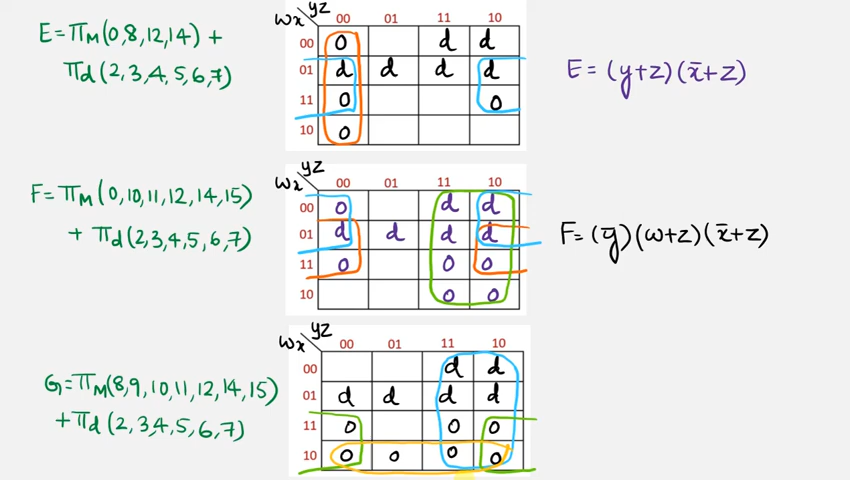 E = πM(0,8,12,14) +
πd(2,3,4,5,6,7)
wx yz
00 01 11 10
00 0 d d
01 d d d d
11 0 0
10 0
E = (y+z)(x̄+z)
F = πM(0,10,11,12,14,15)
+ πd(2,3,4,5,6,7)
wx yz
00 01 11 10
00 0 d d
01 d d d d
11 0 0 0
10 0 0
F = (ȳ)(ω+z)(x̄+z)
G = πM(8,9,10,11,12,14,15)
+ πd(2,3,4,5,6,7)
wx yz
00 01 11 10
00 d d
01 d d d d
11 0 0 0
10 0 0 0 0